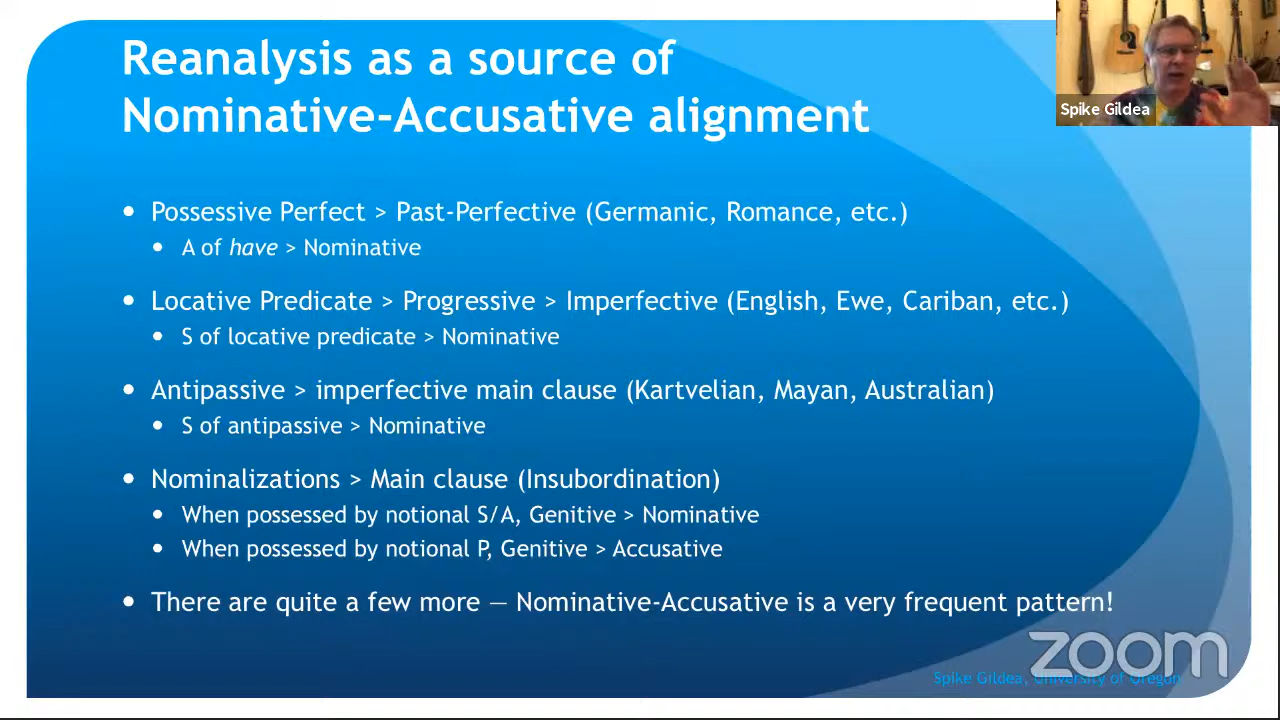 Reanalysis as a source of
Nominative-Accusative alignment
Spike Gildea
• Possessive Perfect > Past-Perfective (Germanic, Romance, etc.)
• A of have > Nominative
• Locative Predicate > Progressive > Imperfective (English, Ewe, Cariban, etc.)
• S of locative predicate > Nominative
• Antipassive > imperfective main clause (Kartvelian, Mayan, Australian)
• S of antipassive > Nominative
• Nominalizations > Main clause (Insubordination)
• When possessed by notional S/A, Genitive > Nominative
• When possessed by notional P, Genitive > Accusative
• There are quite a few more — Nominative-Accusative is a very frequent pattern!
zoom
Spike Gildea, University of Oregon